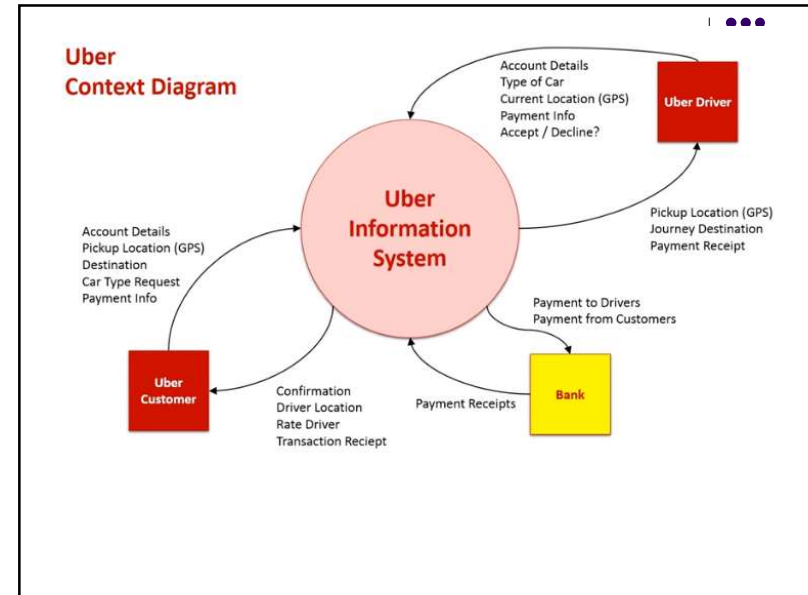 Uber
Context Diagram
Account Details
Type of Car
Current Location (GPS)
Payment Info
Accept / Decline?
Uber Driver
Uber
Information
System
Pickup Location (GPS)
Journey Destination
Payment Receipt
Account Details
Pickup Location (GPS)
Destination
Car Type Request
Payment Info
Payment to Drivers
Payment from Customers
Uber
Customer
Confirmation
Driver Location
Rate Driver
Transaction Reciept
Payment Receipts
Bank